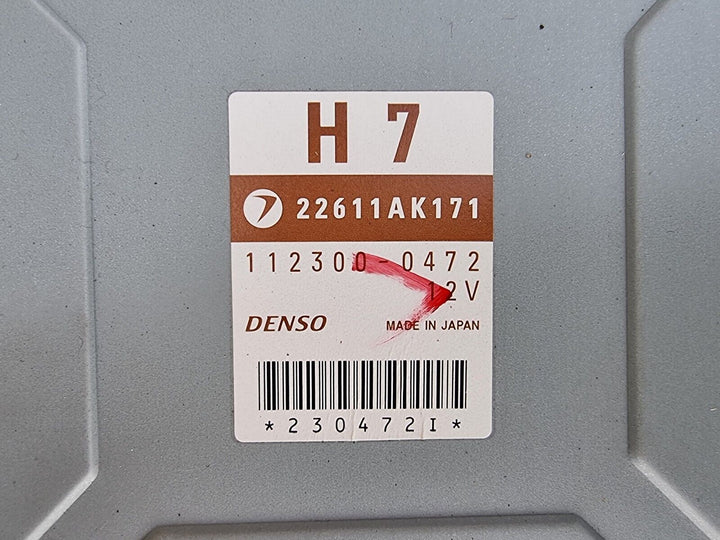 H 7
22611AK171
112300-0472
12V
DENSO MADE IN JAPAN
*230472I*